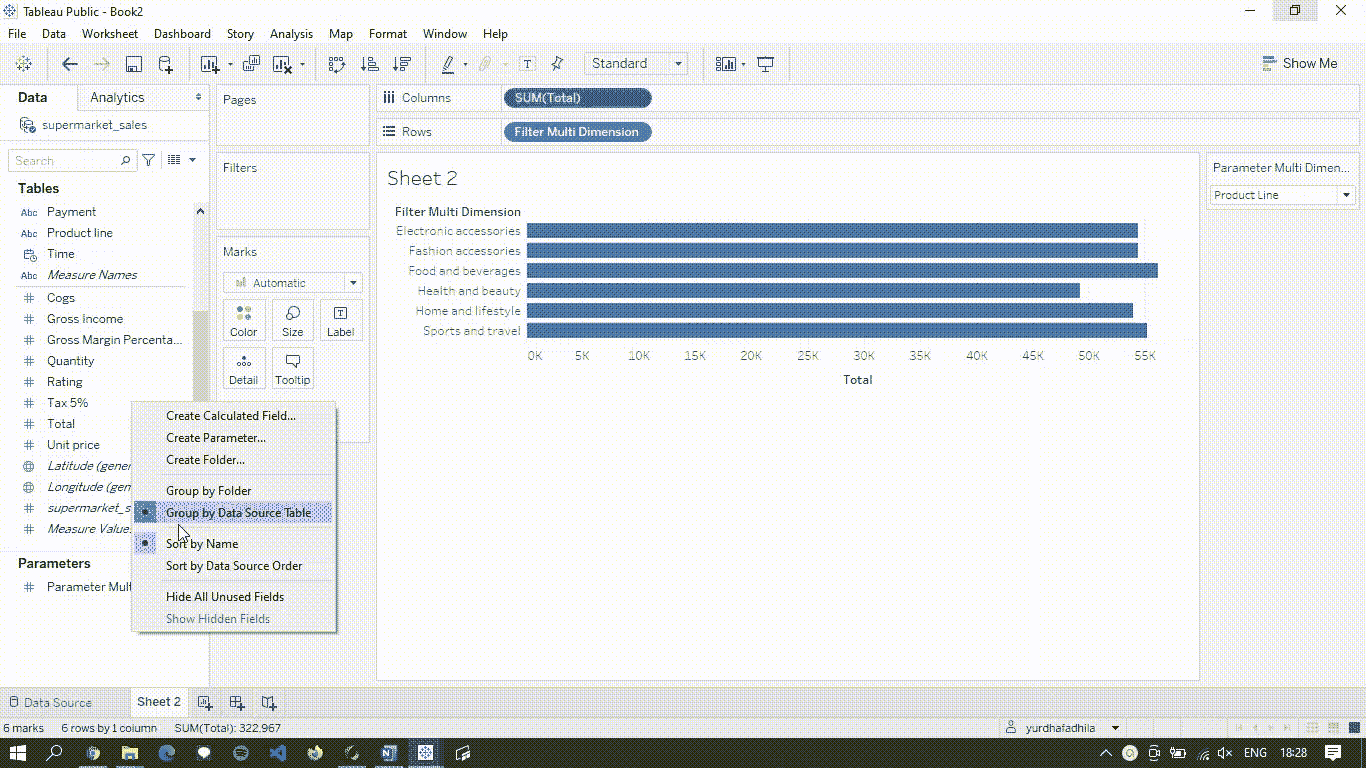 Tableau Public - Book2
File Data Worksheet Dashboard Story Analysis Map Format Window Help
Standard
Show Me
Data Analytics
supermarket_sales
Search
Tables
Abc Payment
Abc Product line
Time
Abc Measure Names
# Cogs
# Gross Income
# Gross Margin Percenta...
# Quantity
# Rating
# Tax 5%
# Total
# Unit price
Latitude (gener
Longitude (gen
# supermarket_s
# Measure Value
Parameters
# Parameter Mult
Create Calculated Field...
Create Parameter...
Create Folder...
Group by Folder
Group by Data Source Table
Sort by Name
Sort by Data Source Order
Hide All Unused Fields
Show Hidden Fields
Pages
Filters
Marks
Automatic
Color Size Label
Detail Tooltip
Columns SUM(Total)
Rows Filter Multi Dimension
Sheet 2
Filter Multi Dimension
Electronic accessories
Fashion accessories
Food and beverages
Health and beauty
Home and lifestyle
Sports and travel
0K 5K 10K 15K 20K 25K 30K 35K 40K 45K 50K 55K
Total
Parameter Multi Dimen...
Product Line
Data Source Sheet 2
6 marks 6 rows by 1 column SUM(Total): 322.967
yurdhafadhila
ENG 18:28